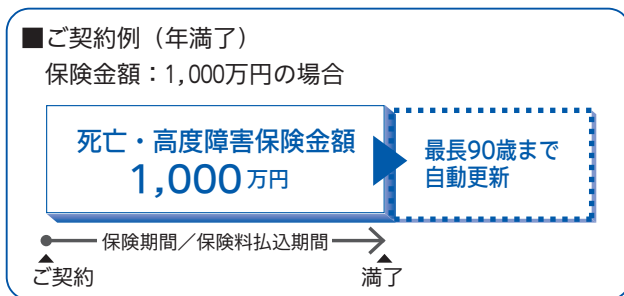 ■ご契約例（年満了）
保険金額：1,000万円の場合
死亡・高度障害保険金額
1,000万円
最長90歳まで
自動更新
保険期間／保険料払込期間
ご契約
満了